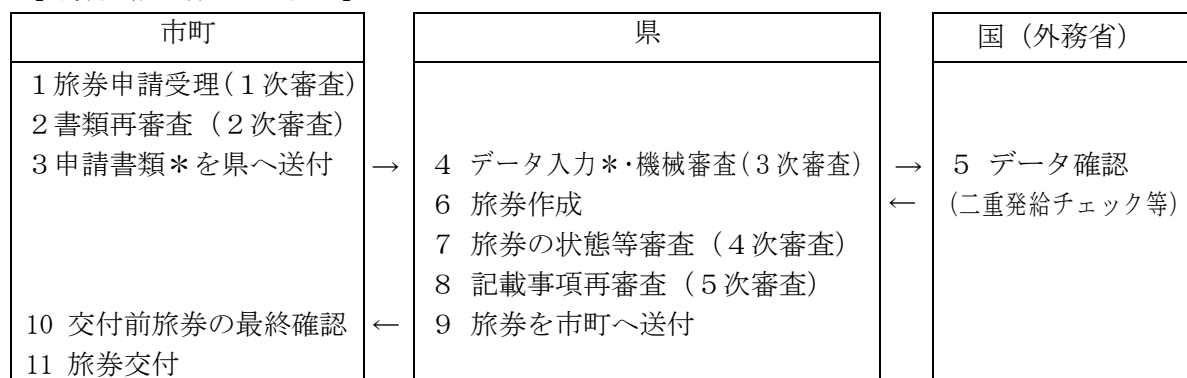 市町 県 国(外務省)
1旅券申請受理(1次審査)
2書類再審査(2次審査)
3申請書類*を県へ送付 → 4 データ入力*・機械審査(3次審査) → 5 データ確認
6 旅券作成 ← (二重発給チェック等)
7 旅券の状態等審査(4次審査)
8 記載事項再審査(5次審査)
10 交付前旅券の最終確認 ← 9 旅券を市町へ送付
11 旅券交付